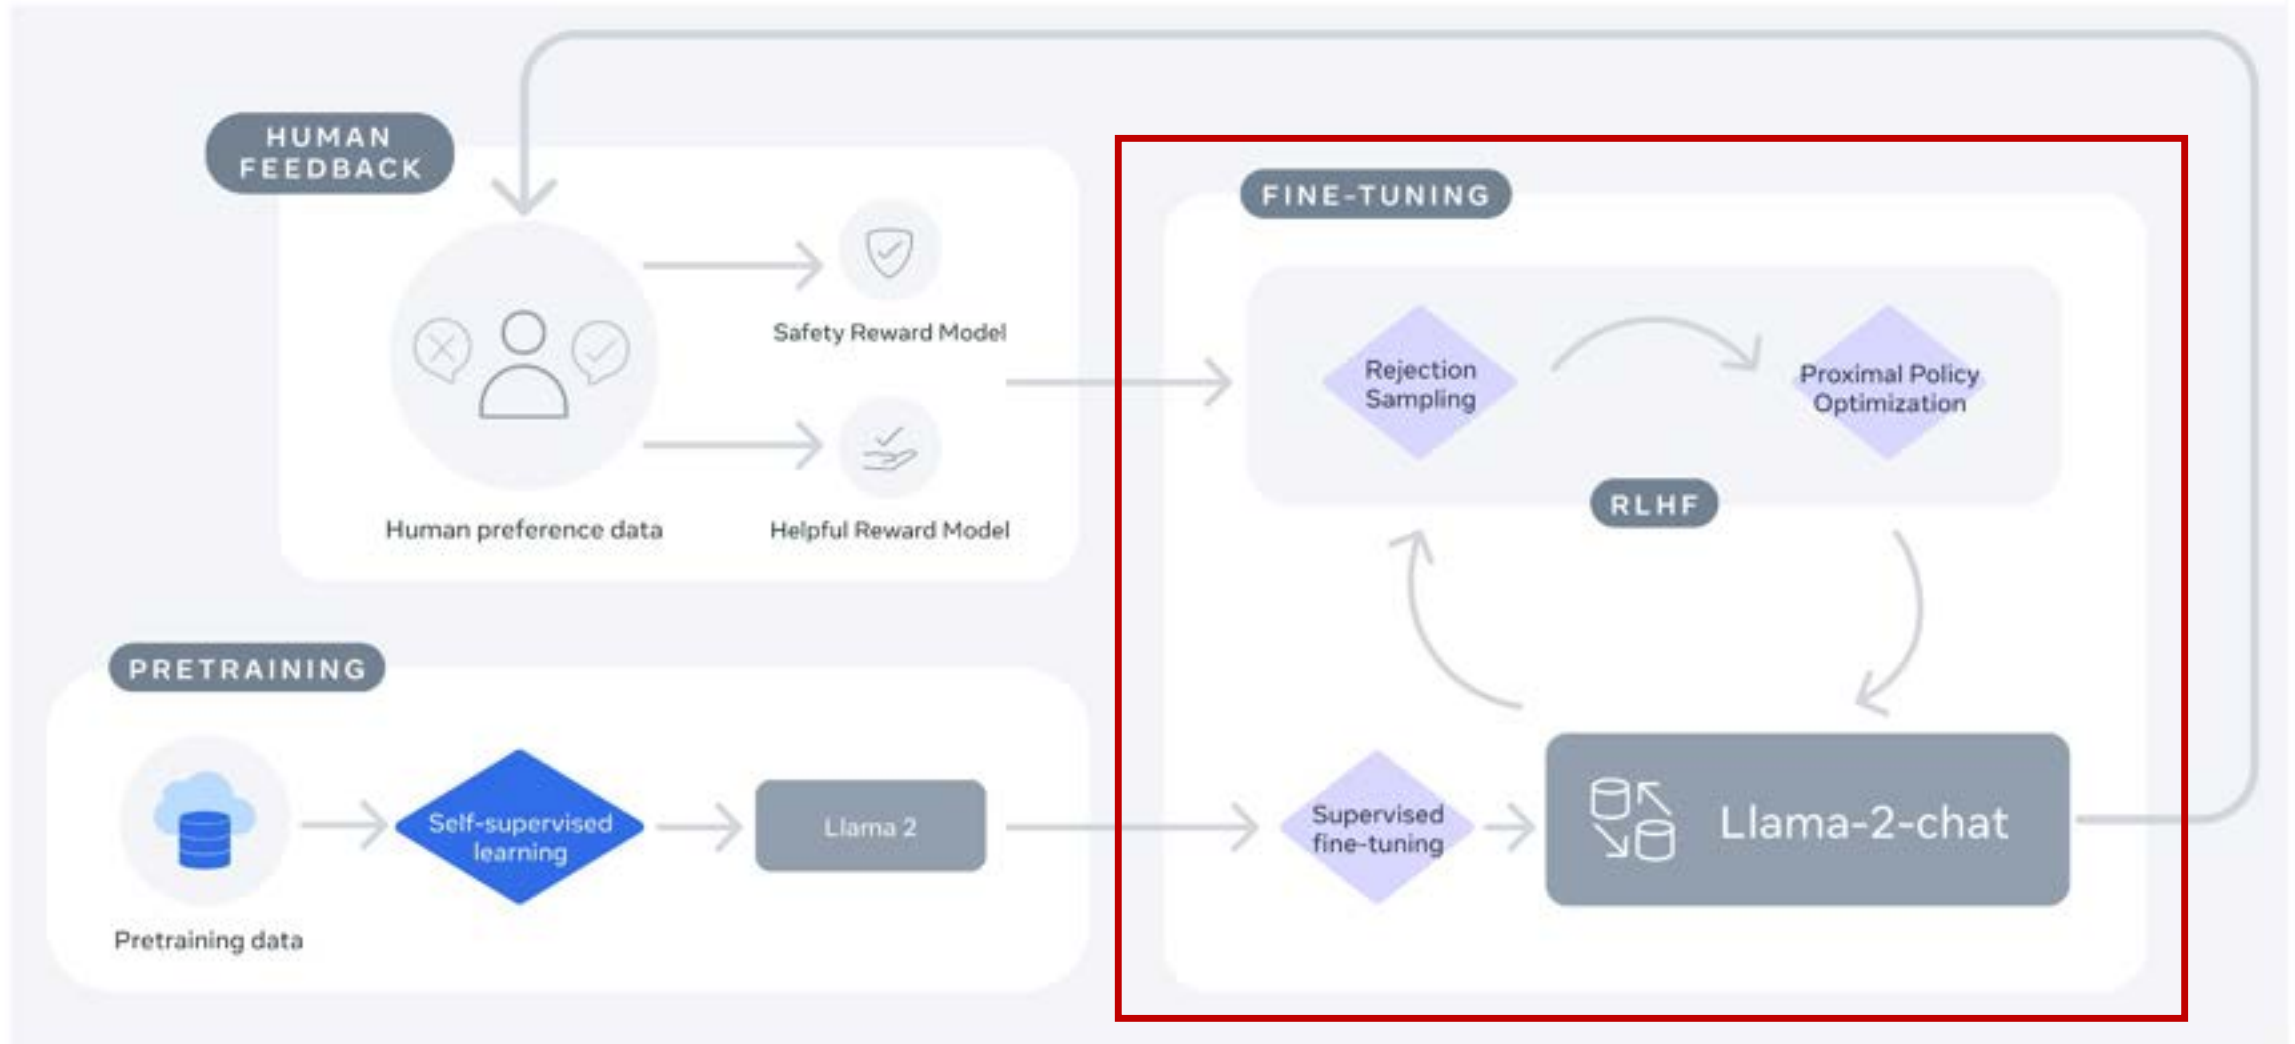 HUMAN
FEEDBACK
Safety Reward Model
Human preference data
Helpful Reward Model
FINE-TUNING
Rejection
Sampling
Proximal Policy
Optimization
RLHF
PRETRAINING
Pretraining data
Self-supervised
learning
Llama 2
Supervised
fine-tuning
Llama-2-chat